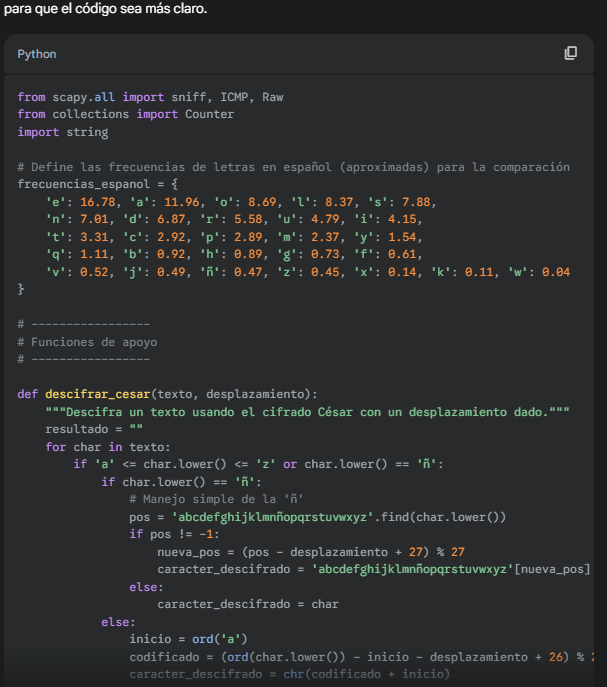 para que el código sea más claro.
Python
from scapy.all import sniff, ICMP, Raw
from collections import Counter
import string
# Define las frecuencias de letras en español (aproximadas) para la comparación
frecuencias_espanol = {
    'e': 16.78, 'a': 11.96, 'o': 8.69, 'l': 8.37, 's': 7.88,
    'n': 7.01, 'd': 6.87, 'r': 5.58, 'u': 4.79, 'i': 4.15,
    't': 3.31, 'c': 2.92, 'p': 2.89, 'm': 2.37, 'y': 1.54,
    'q': 1.11, 'b': 0.92, 'h': 0.89, 'g': 0.73, 'f': 0.61,
    'v': 0.52, 'j': 0.49, 'ñ': 0.47, 'z': 0.45, 'x': 0.14, 'k': 0.11, 'w': 0.04
}
# -----------------
# Funciones de apoyo
# -----------------
def descifrar_cesar(texto, desplazamiento):
    """Descifra un texto usando el cifrado César con un desplazamiento dado."""
    resultado = ""
    for char in texto:
        if 'a' <= char.lower() <= 'z' or char.lower() == 'ñ':
            if char.lower() == 'ñ':
                # Manejo simple de la 'ñ'
                pos = 'abcdefghijklmnñopqrstuvwxyz'.find(char.lower())
                if pos != -1:
                    nueva_pos = (pos - desplazamiento + 27) % 27
                    caracter_descifrado = 'abcdefghijklmnñopqrstuvwxyz'[nueva_pos]
                else:
                    caracter_descifrado = char
            else:
                inicio = ord('a')
                codificado = (ord(char.lower()) - inicio - desplazamiento + 26) %
                caracter_descifrado = chr(codificado + inicio)